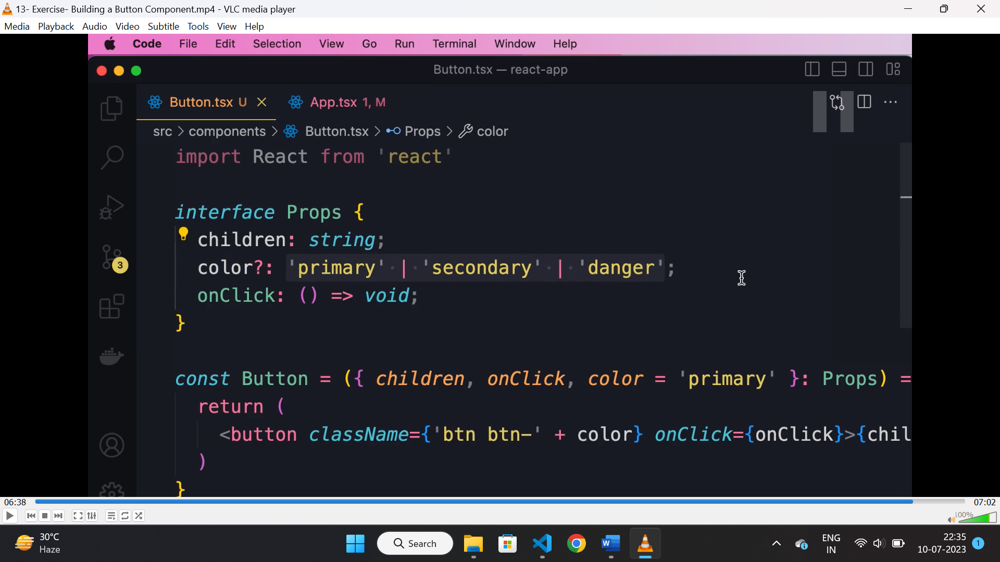 13- Exercise- Building a Button Component.mp4 - VLC media player
Media Playback Audio Video Subtitle Tools View Help
Code File Edit Selection View Go Run Terminal Window Help
Button.tsx — react-app
Button.tsx U App.tsx 1, M
src > components > Button.tsx > Props > color
import React from 'react'
interface Props {
children: string;
color?: 'primary' | 'secondary' | 'danger';
onClick: () => void;
}
const Button = ({ children, onClick, color = 'primary' }: Props) =
return (
<button className={'btn btn-' + color} onClick={onClick}>{chil
)
}
3
06:38 07:02
100%
30°C
Haze
Search
ENG
IN
22:35
10-07-2023
1